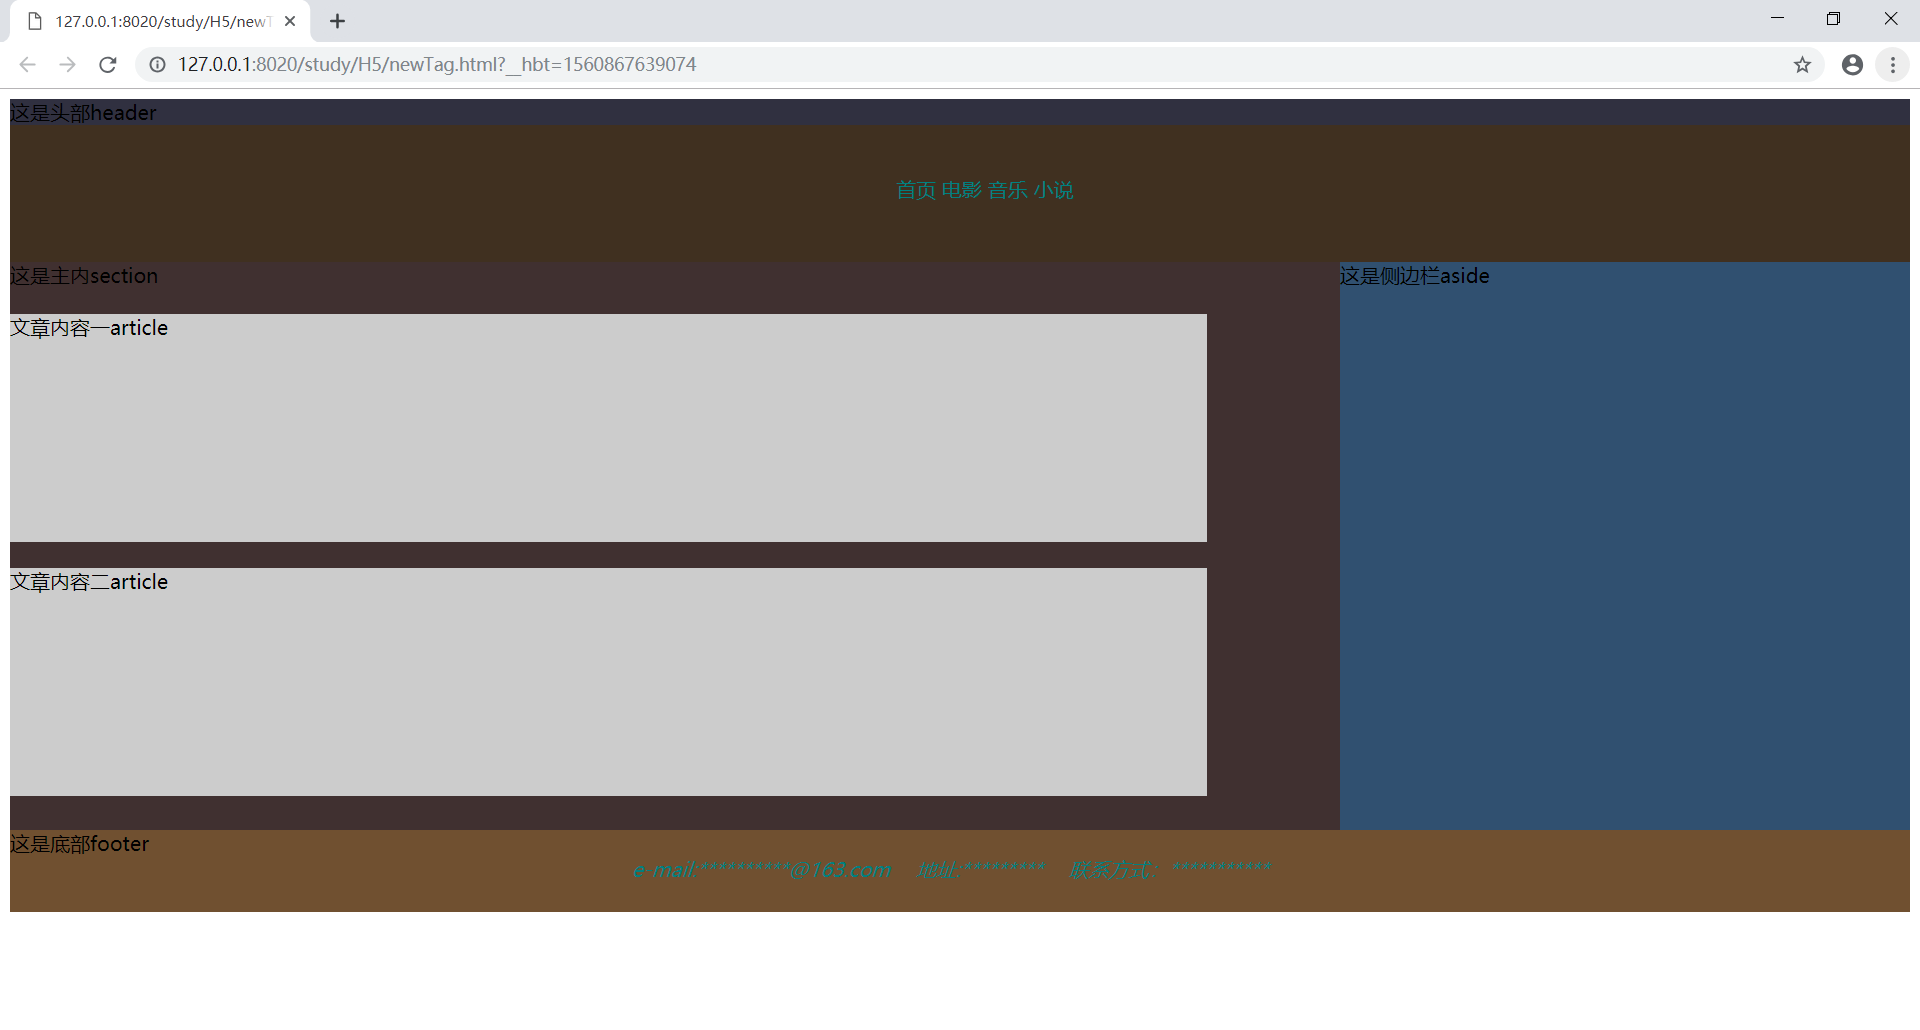 127.0.0.1:8020/study/H5/newT
127.0.0.1:8020/study/H5/newTag.html?__hbt=1560867639074
这是头部header
首页 电影 音乐 小说
这是主内section
这是侧边栏aside
文章内容一article
文章内容二article
这是底部footer
e-mail:**********@163.com 地址:********* 联系方式：***********